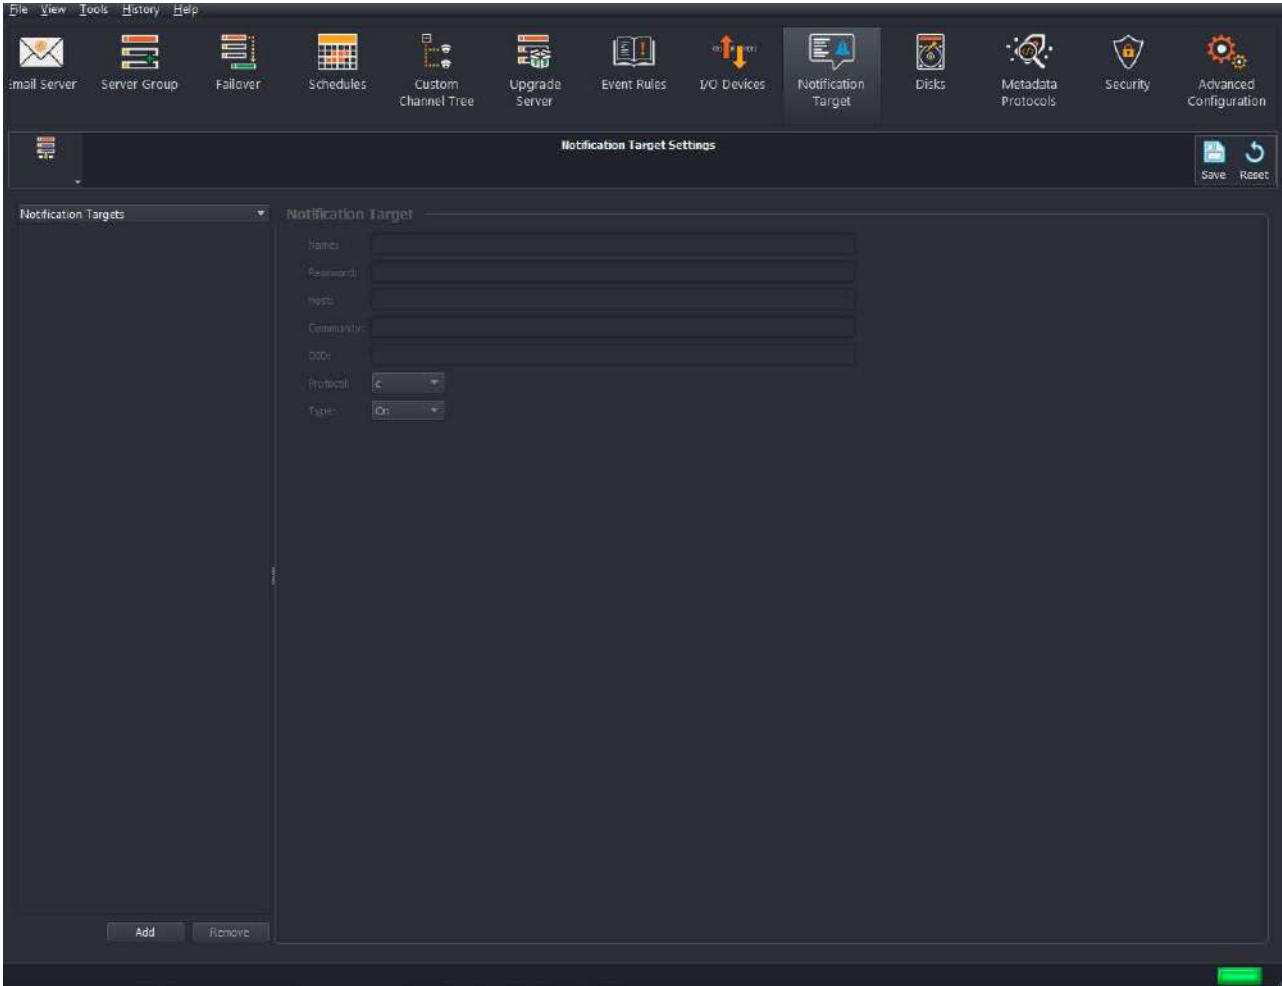 File View Tools History Help
Email Server Server Group Failover Schedules Custom Channel Tree Upgrade Server Event Rules I/O Devices Notification Target Disks Metadata Protocols Security Advanced Configuration
Notification Target Settings
Save Reset
Notification Targets
Notification Target
Name:
Password:
Host:
Community:
OID:
Protocol: c
Type: On
Add Remove